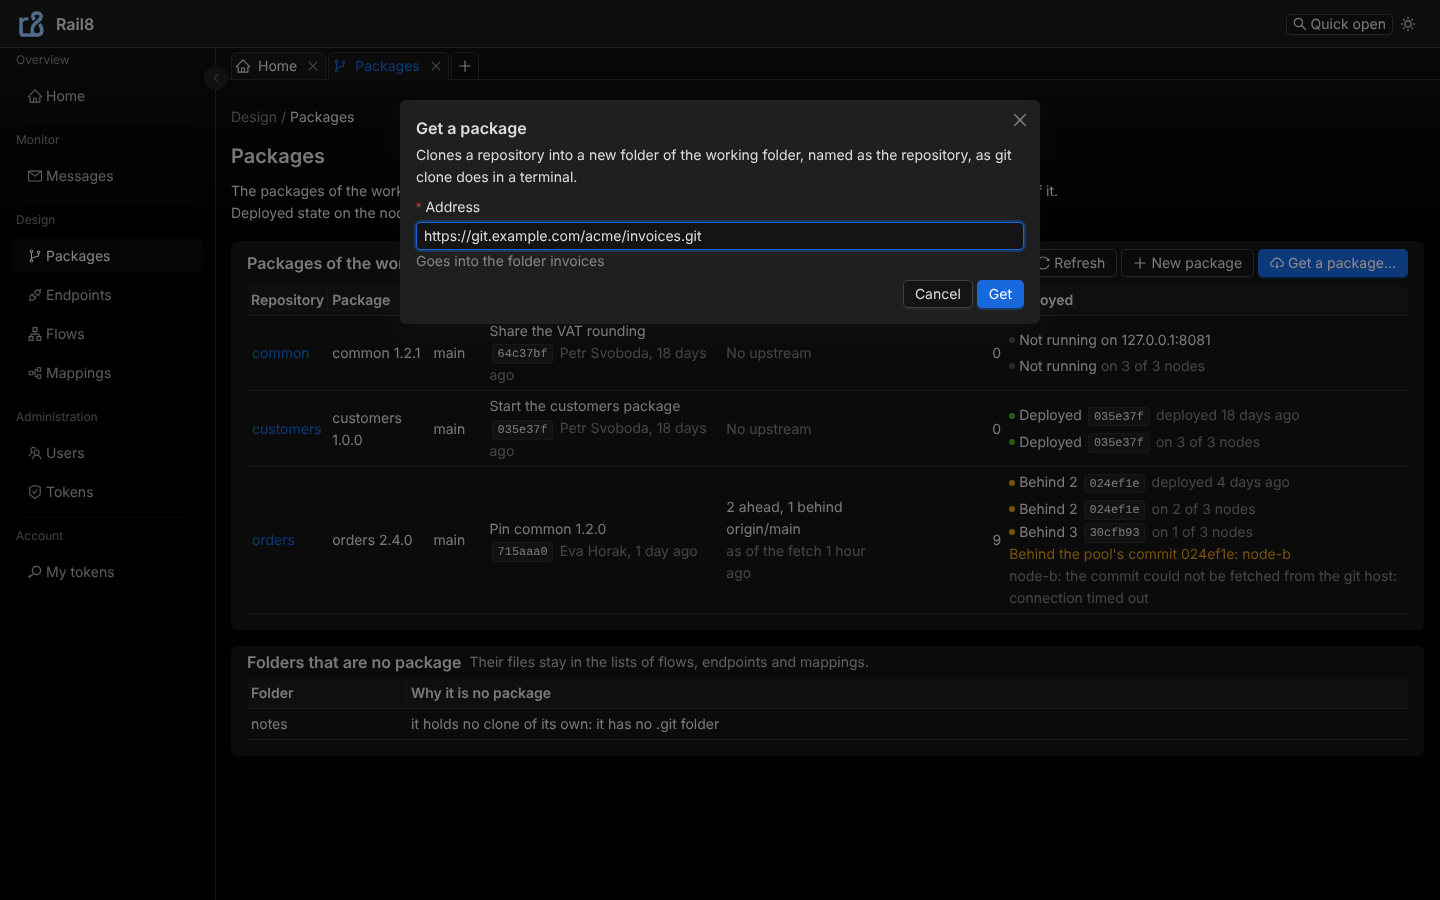 Rail8
Quick open
Overview
Home
Monitor
Messages
Design
Packages
Endpoints
Flows
Mappings
Administration
Users
Tokens
Account
My tokens
Home
Packages
Design / Packages
Packages
The packages of the work
it.
Deployed state on the no
Get a package
Clones a repository into a new folder of the working folder, named as the repository, as git
clone does in a terminal.
* Address
https://git.example.com/acme/invoices.git
Goes into the folder invoices
Cancel
Get
Packages of the wor
Refresh
New package
Get a package...
Repository
Package
oyed
common
common 1.2.1
main
Share the VAT rounding
64c37bf Petr Svoboda, 18 days
ago
No upstream
0
Not running on 127.0.0.1:8081
Not running on 3 of 3 nodes
customers
customers
1.0.0
main
Start the customers package
035e37f Petr Svoboda, 18 days
ago
No upstream
0
Deployed 035e37f deployed 18 days ago
Deployed 035e37f on 3 of 3 nodes
orders
orders 2.4.0
main
Pin common 1.2.0
715aaa0 Eva Horak, 1 day ago
2 ahead, 1 behind
origin/main
as of the fetch 1 hour
ago
9
Behind 2 024ef1e deployed 4 days ago
Behind 2 024ef1e on 2 of 3 nodes
Behind 3 30cfb93 on 1 of 3 nodes
Behind the pool's commit 024ef1e: node-b
node-b: the commit could not be fetched from the git host:
connection timed out
Folders that are no package Their files stay in the lists of flows, endpoints and mappings.
Folder
Why it is no package
notes
it holds no clone of its own: it has no .git folder